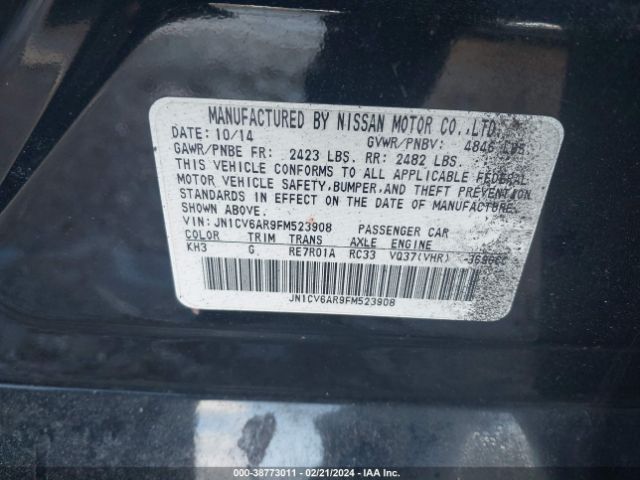 MANUFACTURED BY NISSAN MOTOR CO.,LTD.
DATE: 10/14 GVWR/PNBV: 4846 LBS
GAWR/PNBE FR: 2423 LBS. RR: 2482 LBS.
THIS VEHICLE CONFORMS TO ALL APPLICABLE FEDERAL
MOTOR VEHICLE SAFETY, BUMPER, AND THEFT PREVENTION
STANDARDS IN EFFECT ON THE DATE OF MANUFACTURE
SHOWN ABOVE.
VIN: JN1CV6AR9FM523908 PASSENGER CAR
COLOR TRIM TRANS AXLE ENGINE
KH3 G RE7R01A RC33 VQ37(VHR)
JN1CV6AR9FM523908
000-38773011 - 02/21/2024 - IAA Inc.